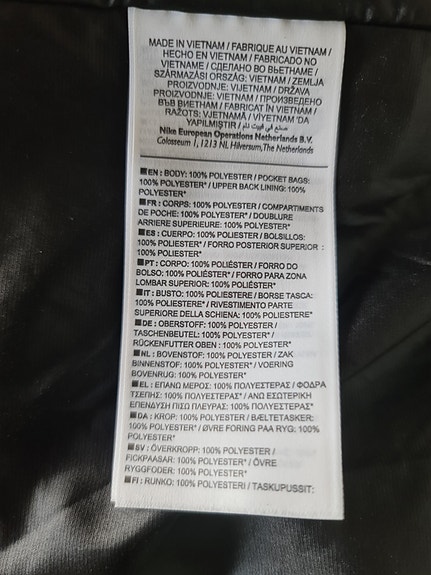 MADE IN VIETNAM / FABRIQUE AU VIETNAM /
HECHO EN VIETNAM / FABRICADO NO
VIETNAME / СДЕЛАНО ВО ВЬЕТНАМЕ /
SZÁRMAZÁSI ORSZÁG: VIETNAM / ZEMLJA
PROIZVODNJE: VIJETNAM / DRŽAVA
PROIZVODNJE: VIETNAM / ПРОИЗВЕДЕНО
ВЪВ ВИЕТНАМ / FABRICAT ÎN VIETNAM /
RAŽOTS: VJETNAMĀ / VİYETNAM 'DA
YAPILMIŞTIR / صنع في فييت نام
Nike European Operations Netherlands B.V.
Colosseum 1, 1213 NL Hilversum, The Netherlands
■EN : BODY: 100% POLYESTER / POCKET BAGS:
100% POLYESTER* / UPPER BACK LINING: 100%
POLYESTER*
■FR : CORPS: 100% POLYESTER / COMPARTIMENTS
DE POCHE: 100% POLYESTER* / DOUBLURE
ARRIERE SUPERIEURE: 100% POLYESTER*
■ES : CUERPO: 100% POLIÉSTER / BOLSILLOS:
100% POLIÉSTER* / FORRO POSTERIOR SUPERIOR :
100% POLIÉSTER*
■PT : CORPO: 100% POLIÉSTER / FORRO DO
BOLSO: 100% POLIÉSTER* / FORRO PARA ZONA
LOMBAR SUPERIOR: 100% POLIÉSTER*
■IT : BUSTO: 100% POLIESTERE / BORSE TASCA:
100% POLIESTERE* / RIVESTIMENTO PARTE
SUPERIORE DELLA SCHIENA: 100% POLIESTERE*
■DE : OBERSTOFF: 100% POLYESTER /
TASCHENBEUTEL: 100% POLYESTER* /
RÜCKENFUTTER OBEN : 100% POLYESTER*
■NL : BOVENSTOF: 100% POLYESTER / ZAK
BINNENSTOF: 100% POLYESTER* / VOERING
BOVENRUG: 100% POLYESTER*
■EL : ΕΠΑΝΩ ΜΕΡΟΣ: 100% ΠΟΛΥΕΣΤΕΡΑΣ / ΦΟΔΡΑ
ΤΣΕΠΗΣ: 100% ΠΟΛΥΕΣΤΕΡΑΣ* / ΑΝΩ ΕΣΩΤΕΡΙΚΗ
ΕΠΕΝΔΥΣΗ ΠΙΣΩ ΠΛΕΥΡΑΣ: 100% ΠΟΛΥΕΣΤΕΡΑΣ*
■DA : KROP: 100% POLYESTER / BÆLTETASKER:
100% POLYESTER* / ØVRE FORING PAA RYG: 100%
POLYESTER*
■SV : ÖVERKROPP: 100% POLYESTER /
FICKPAASAR: 100% POLYESTER* / ÖVRE
RYGGFODER: 100% POLYESTER*
■FI : RUNKO: 100% POLYESTERI / TASKUPUSSIT: